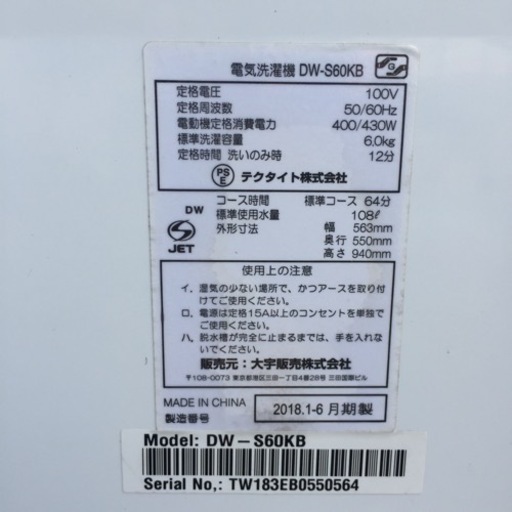 電気洗濯機 DW-S60KB
定格電圧 100V
定格周波数 50/60Hz
電動機定格消費電力 400/430W
標準洗濯容量 6.0kg
定格時間 洗いのみ時 12分
PS E テクタイト株式会社
コース時間 標準コース 64分
DW 標準使用水量 108ℓ
外形寸法 幅 563mm
奥行 550mm
高さ 940mm
S JET
使用上の注意
イ. 湿気の少ない場所で、かつアースを取り付
けてご使用ください。
ロ. 電源は定格15A以上のコンセントを単独で
ご使用ください。
ハ. 脱水槽が完全に止まるまでは、手を入れな
いでください。
販売元: 大宇販売株式会社
〒108-0073 東京都港区三田一丁目4番28号 三田国際ビル
MADE IN CHINA
製造番号
2018.1-6 月期製
Model: DW－S60KB
Serial No,: TW183EB0550564